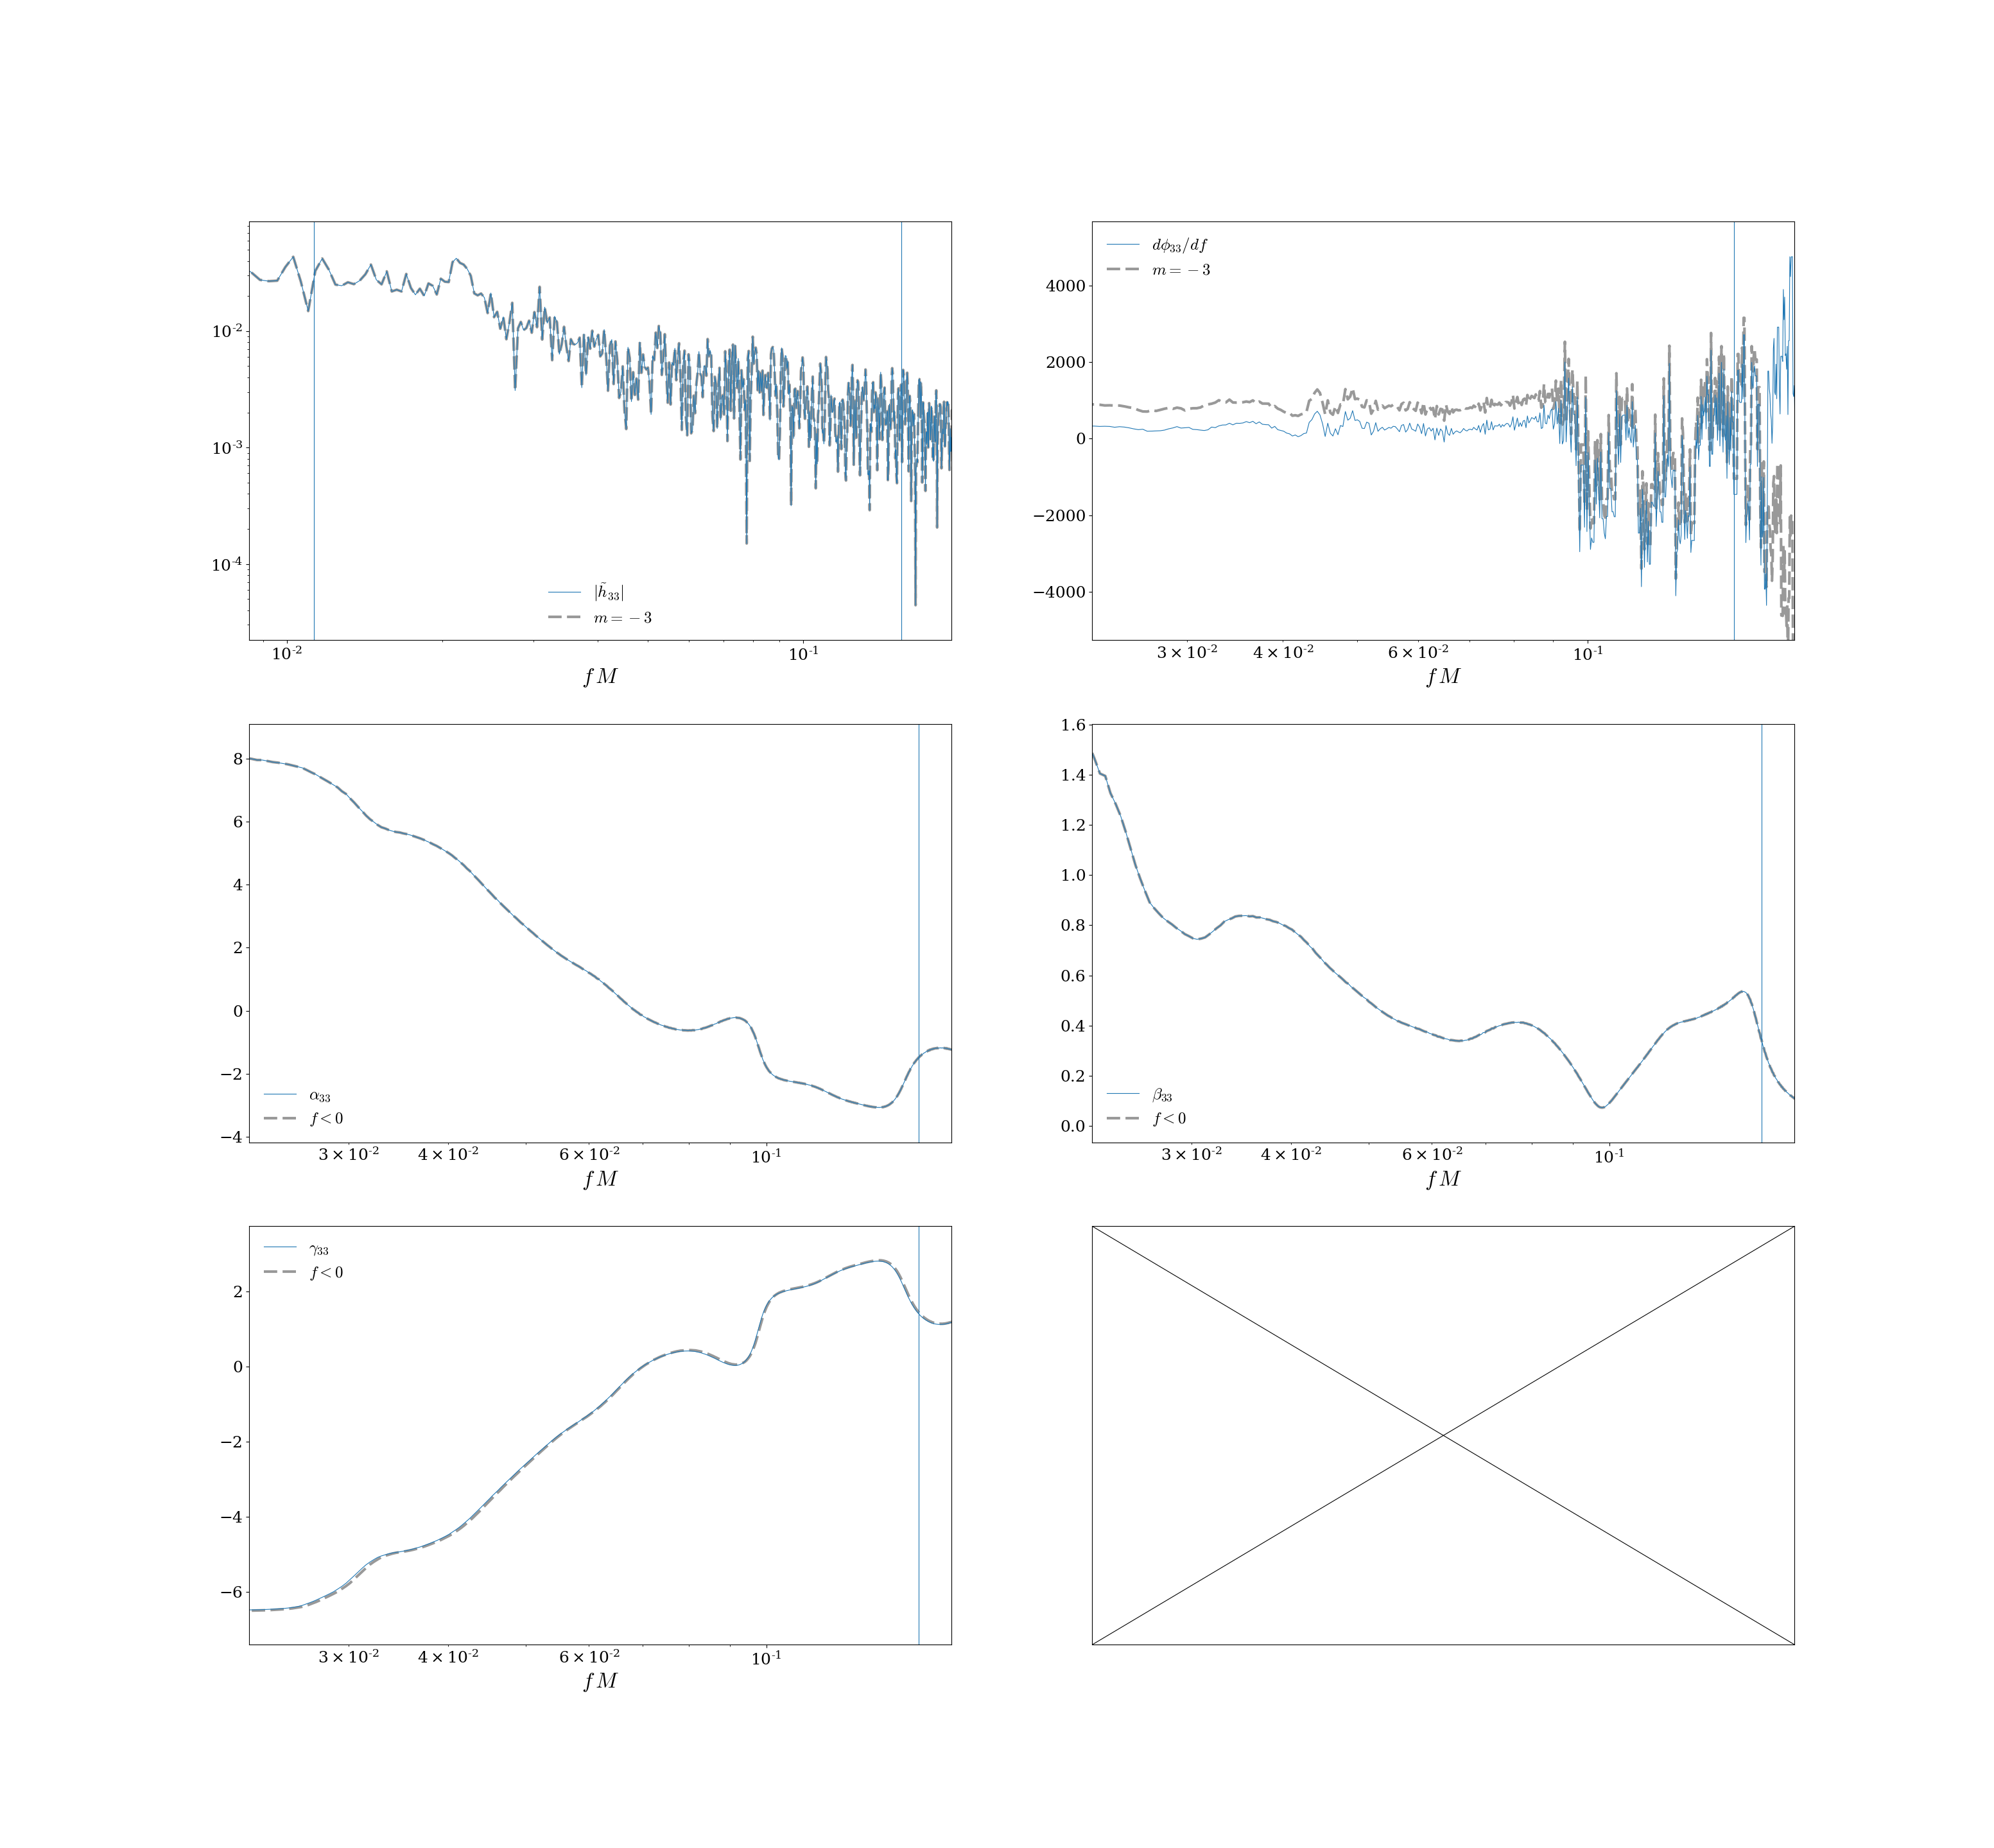 10⁻²
10⁻³
10⁻⁴
|h̃₃₃|
m = −3
10⁻² 10⁻¹
fM
dϕ₃₃/df
m = −3
4000
2000
0
−2000
−4000
3 × 10⁻² 4 × 10⁻² 6 × 10⁻² 10⁻¹
fM
8
6
4
2
0
−2
−4
α₃₃
f < 0
3 × 10⁻² 4 × 10⁻² 6 × 10⁻² 10⁻¹
fM
1.6
1.4
1.2
1.0
0.8
0.6
0.4
0.2
0.0
β₃₃
f < 0
3 × 10⁻² 4 × 10⁻² 6 × 10⁻² 10⁻¹
fM
γ₃₃
f < 0
2
0
−2
−4
−6
3 × 10⁻² 4 × 10⁻² 6 × 10⁻² 10⁻¹
fM